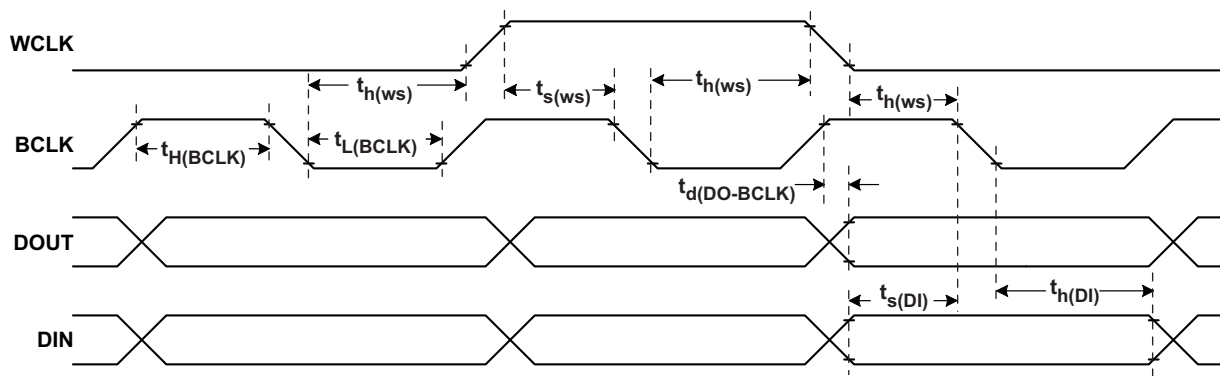 WCLK
t_h(ws)
t_s(ws)
t_h(ws)
t_h(ws)
BCLK
t_H(BCLK)
t_L(BCLK)
t_d(DO-BCLK)
DOUT
t_s(DI)
t_h(DI)
DIN